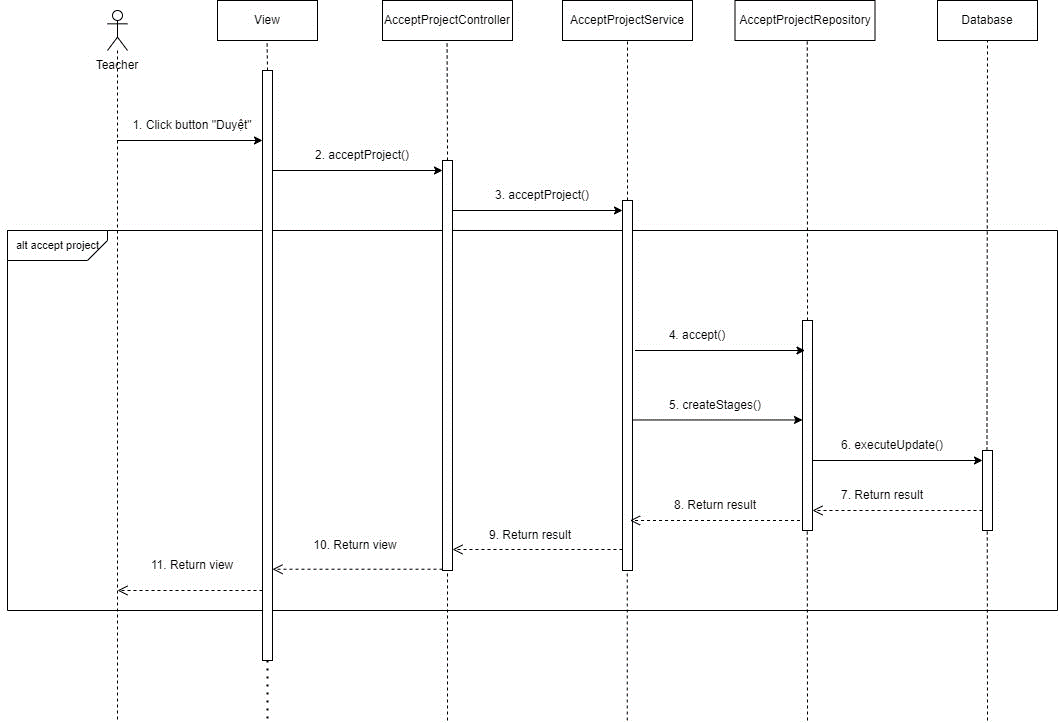 View
AcceptProjectController
AcceptProjectService
AcceptProjectRepository
Database
Teacher
1. Click button "Duyệt"
2. acceptProject()
3. acceptProject()
alt accept project
4. accept()
5. createStages()
6. executeUpdate()
7. Return result
8. Return result
9. Return result
10. Return view
11. Return view